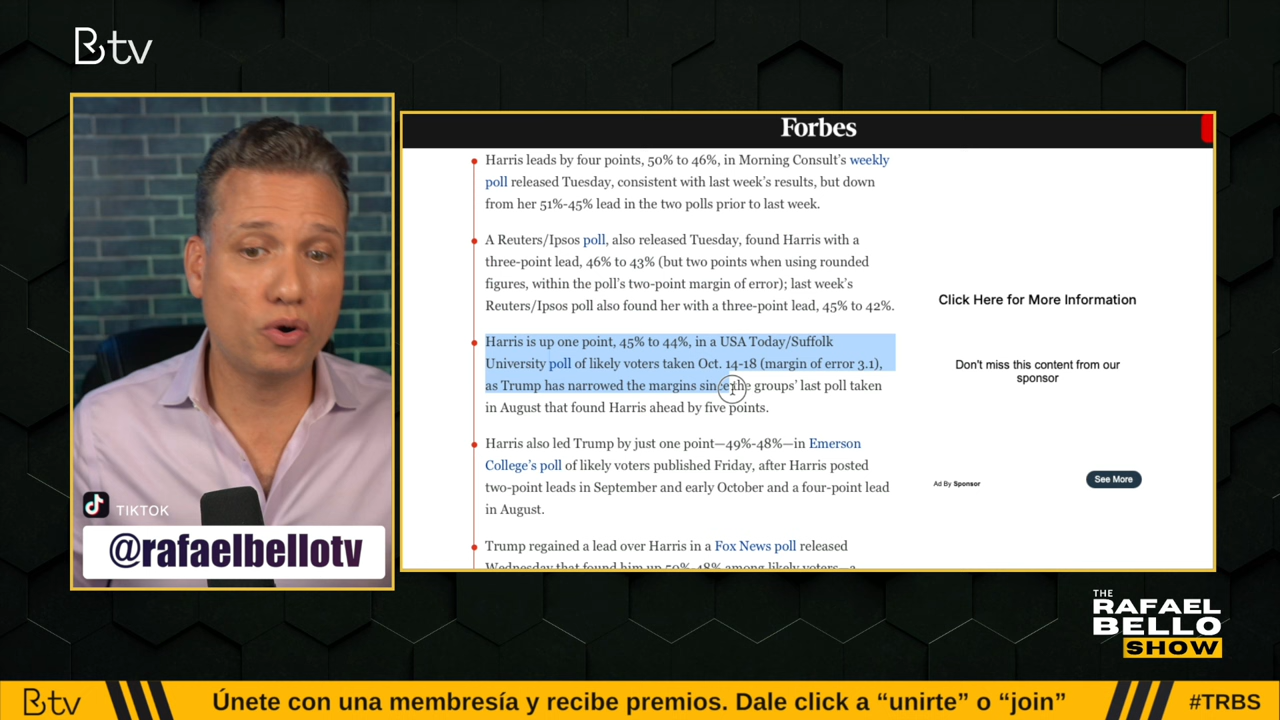 Btv
Forbes
Harris leads by four points, 50% to 46%, in Morning Consult’s weekly
poll released Tuesday, consistent with last week’s results, but down
from her 51%-45% lead in the two polls prior to last week.
A Reuters/Ipsos poll, also released Tuesday, found Harris with a
three-point lead, 46% to 43% (but two points when using rounded
figures, within the poll’s two-point margin of error); last week’s
Reuters/Ipsos poll also found her with a three-point lead, 45% to 42%.
Harris is up one point, 45% to 44%, in a USA Today/Suffolk
University poll of likely voters taken Oct. 14-18 (margin of error 3.1),
as Trump has narrowed the margins since the groups’ last poll taken
in August that found Harris ahead by five points.
Harris also led Trump by just one point—49%-48%—in Emerson
College’s poll of likely voters published Friday, after Harris posted
two-point leads in September and early October and a four-point lead
in August.
Trump regained a lead over Harris in a Fox News poll released
Wednesday that found him up 50%-48% among likely voters—a
Click Here for More Information
Don't miss this content from our
sponsor
Ad By Sponsor
See More
TIKTOK
@rafaelbellotv
THE
RAFAEL
BELLO
SHOW
Btv
Únete con una membresía y recibe premios. Dale click a “unirte” o “join”
#TRBS